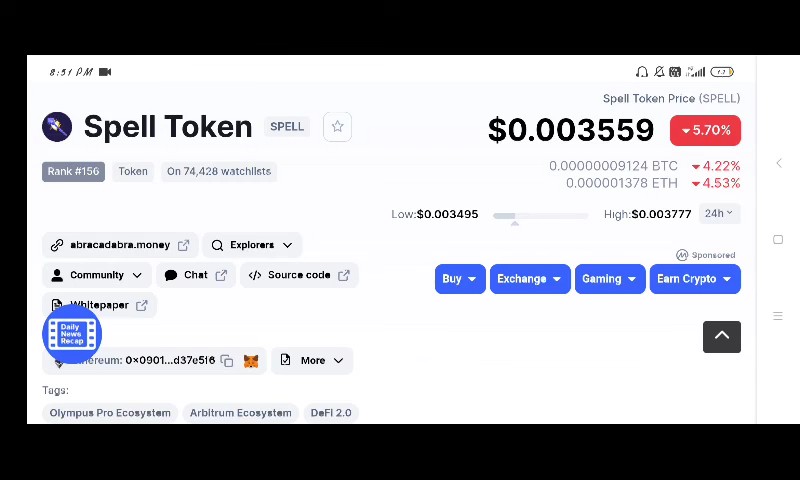 8:51 PM
Spell Token Price (SPELL)
Spell Token SPELL
$0.003559 5.70%
Rank #156 Token On 74,428 watchlists
0.00000009124 BTC 4.22%
0.000001378 ETH 4.53%
Low:$0.003495 High:$0.003777 24h
abracadabra.money Explorers
Sponsored
Community Chat Source code
Buy Exchange Gaming Earn Crypto
Whitepaper
Daily
News
Recap
Ethereum: 0x0901...d37e5f6 More
Tags:
Olympus Pro Ecosystem Arbitrum Ecosystem DeFI 2.0